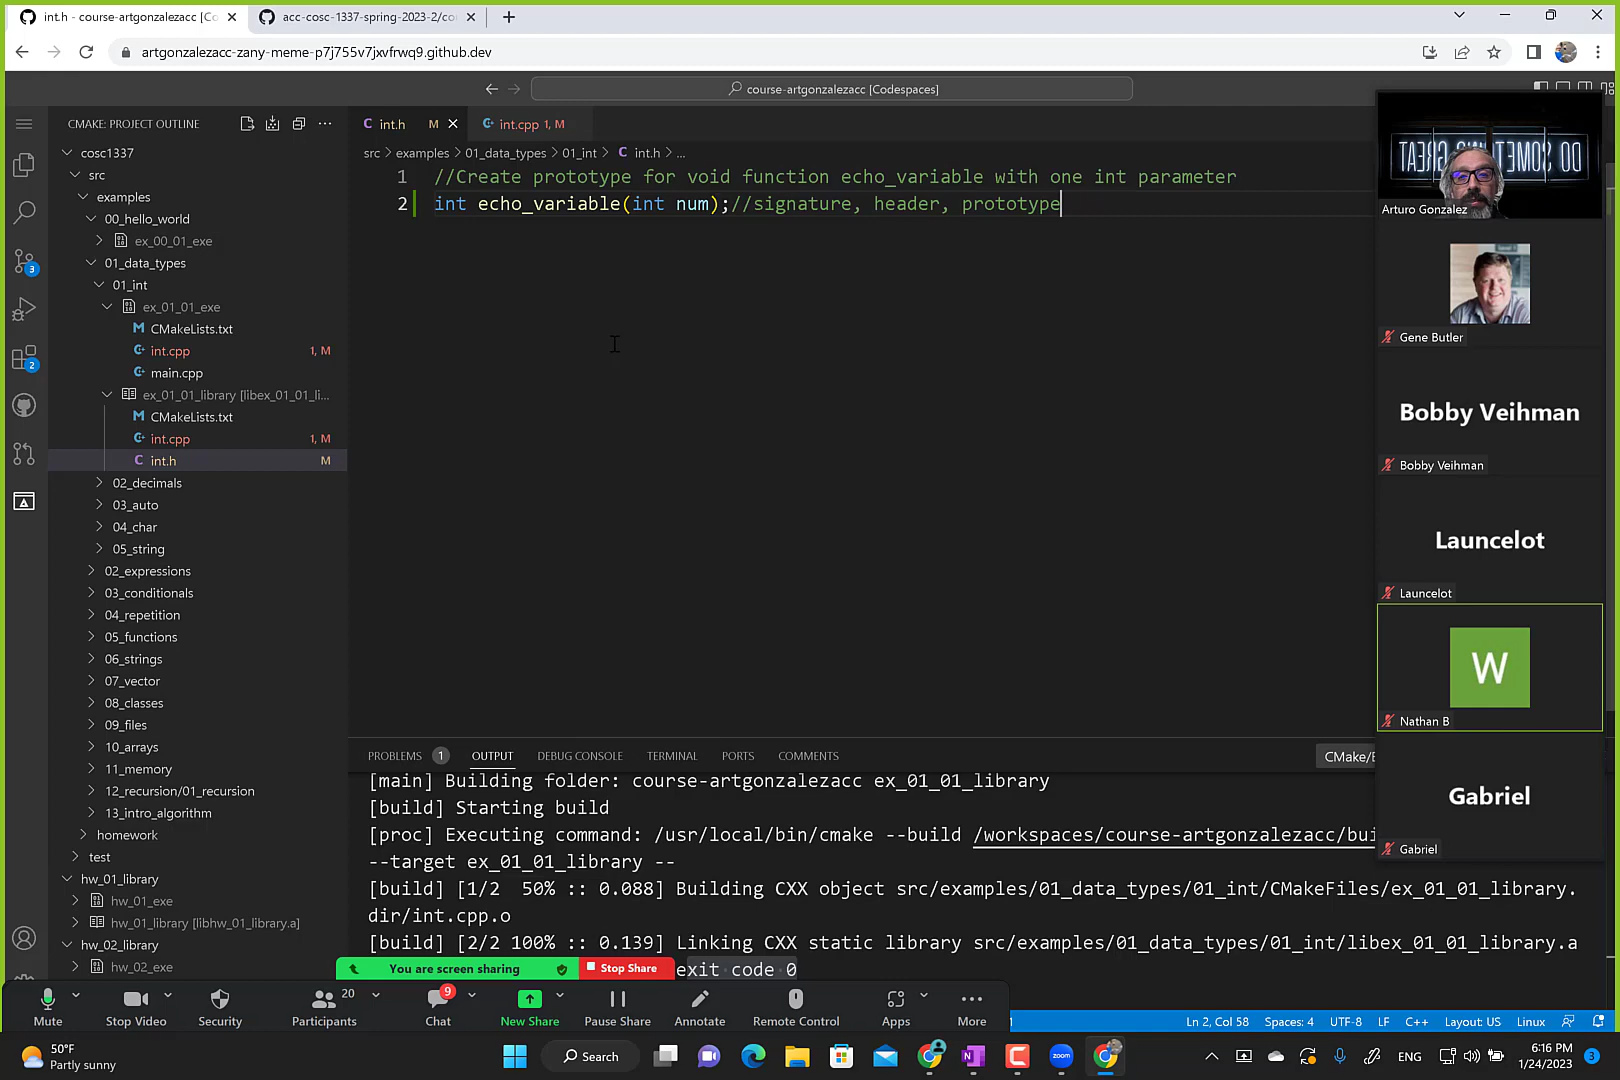 int.h - course-artgonzalezacc [Co
acc-cosc-1337-spring-2023-2/co
artgonzalezacc-zany-meme-p7j755v7jxvfrwq9.github.dev
course-artgonzalezacc [Codespaces]
CMAKE: PROJECT OUTLINE
int.h M
int.cpp 1, M
src > examples > 01_data_types > 01_int > C int.h > ...
1 //Create prototype for void function echo_variable with one int parameter
2 int echo_variable(int num);//signature, header, prototype
cosc1337
src
examples
00_hello_world
ex_00_01_exe
01_data_types
01_int
ex_01_01_exe
CMakeLists.txt
int.cpp 1, M
main.cpp
ex_01_01_library [libex_01_01_li...
CMakeLists.txt
int.cpp 1, M
int.h M
02_decimals
03_auto
04_char
05_string
02_expressions
03_conditionals
04_repetition
05_functions
06_strings
07_vector
08_classes
09_files
10_arrays
11_memory
12_recursion/01_recursion
13_intro_algorithm
homework
test
hw_01_library
hw_01_exe
hw_01_library [libhw_01_library.a]
hw_02_library
hw_02_exe
3
2
DO SOMETHING GREAT
Arturo Gonzalez
Gene Butler
Bobby Veihman
Bobby Veihman
Launcelot
Launcelot
W
Nathan B
Gabriel
Gabriel
PROBLEMS 1 OUTPUT DEBUG CONSOLE TERMINAL PORTS COMMENTS
CMake/B
[main] Building folder: course-artgonzalezacc ex_01_01_library
[build] Starting build
[proc] Executing command: /usr/local/bin/cmake --build /workspaces/course-artgonzalezacc/bui
--target ex_01_01_library --
[build] [1/2 50% :: 0.088] Building CXX object src/examples/01_data_types/01_int/CMakeFiles/ex_01_01_library.
dir/int.cpp.o
[build] [2/2 100% :: 0.139] Linking CXX static library src/examples/01_data_types/01_int/libex_01_01_library.a
exit code 0
You are screen sharing
Stop Share
20
9
Mute
Stop Video
Security
Participants
Chat
New Share
Pause Share
Annotate
Remote Control
Apps
More
Ln 2, Col 58 Spaces: 4 UTF-8 LF C++ Layout: US Linux
50°F
Partly sunny
Search
zoom
ENG
6:16 PM
1/24/2023
3